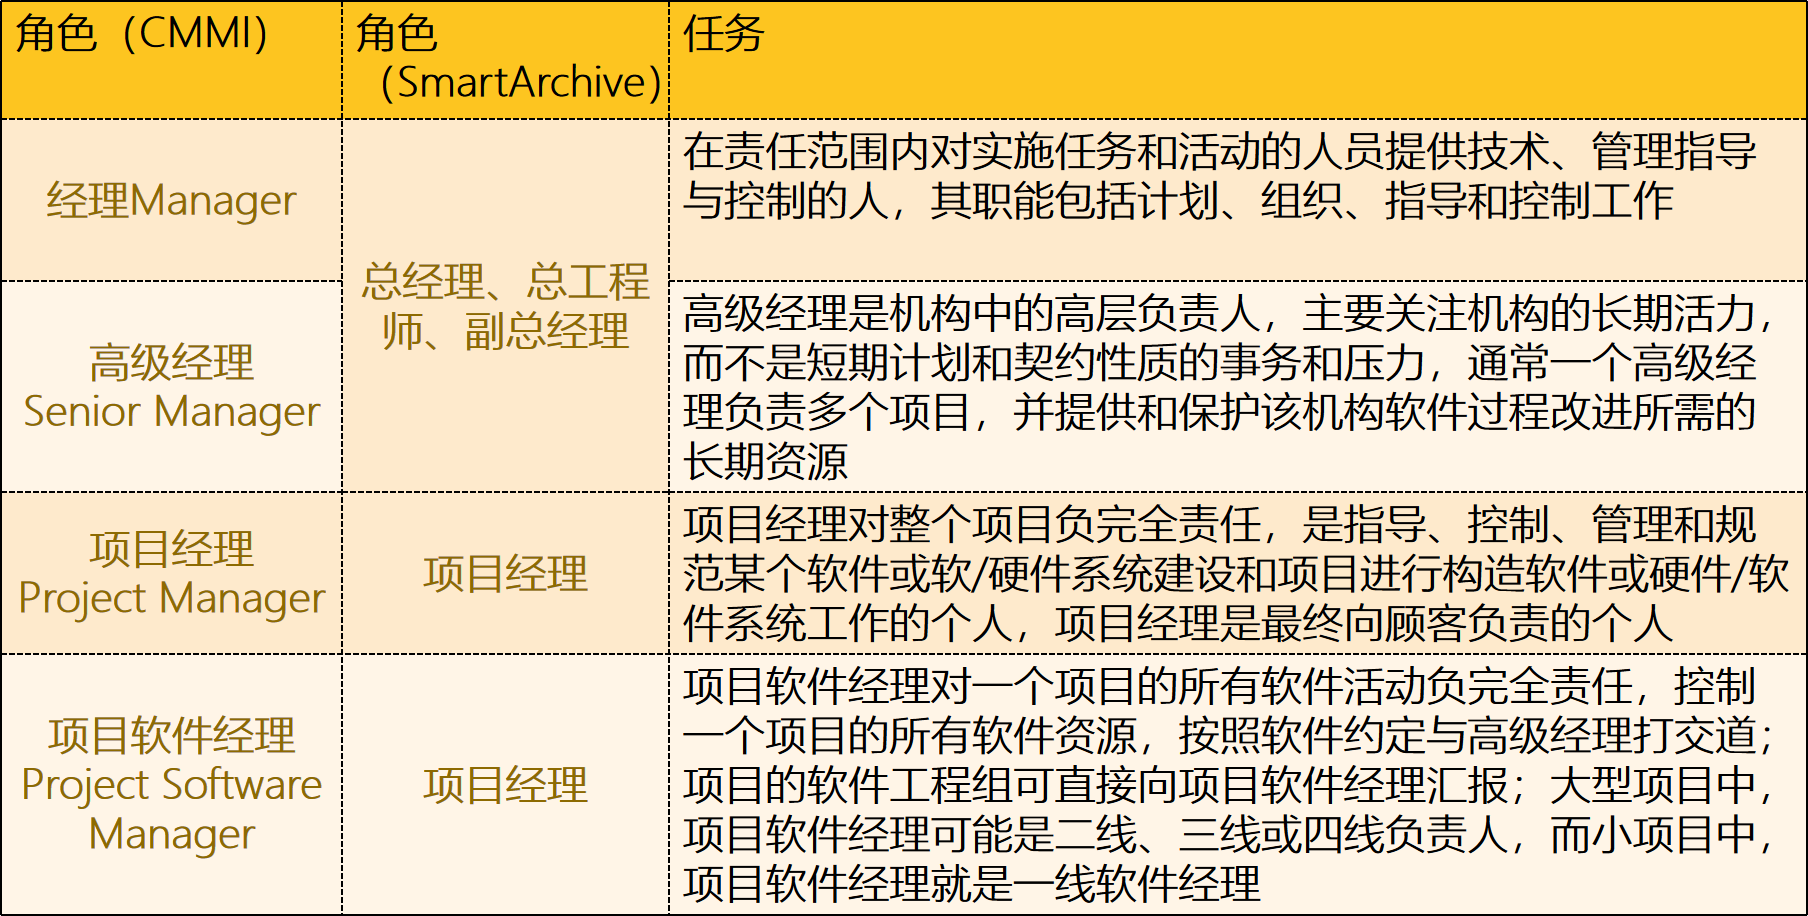 角色（CMMI）
角色
（SmartArchive）
任务
经理Manager
总经理、总工程
师、副总经理
在责任范围内对实施任务和活动的人员提供技术、管理指导
与控制的人，其职能包括计划、组织、指导和控制工作
高级经理
Senior Manager
高级经理是机构中的高层负责人，主要关注机构的长期活力，
而不是短期计划和契约性质的事务和压力，通常一个高级经
理负责多个项目，并提供和保护该机构软件过程改进所需的
长期资源
项目经理
Project Manager
项目经理
项目经理对整个项目负完全责任，是指导、控制、管理和规
范某个软件或软/硬件系统建设和项目进行构造软件或硬件/软
件系统工作的个人，项目经理是最终向顾客负责的个人
项目软件经理
Project Software
Manager
项目经理
项目软件经理对一个项目的所有软件活动负完全责任，控制
一个项目的所有软件资源，按照软件约定与高级经理打交道；
项目的软件工程组可直接向项目软件经理汇报；大型项目中，
项目软件经理可能是二线、三线或四线负责人，而小项目中，
项目软件经理就是一线软件经理